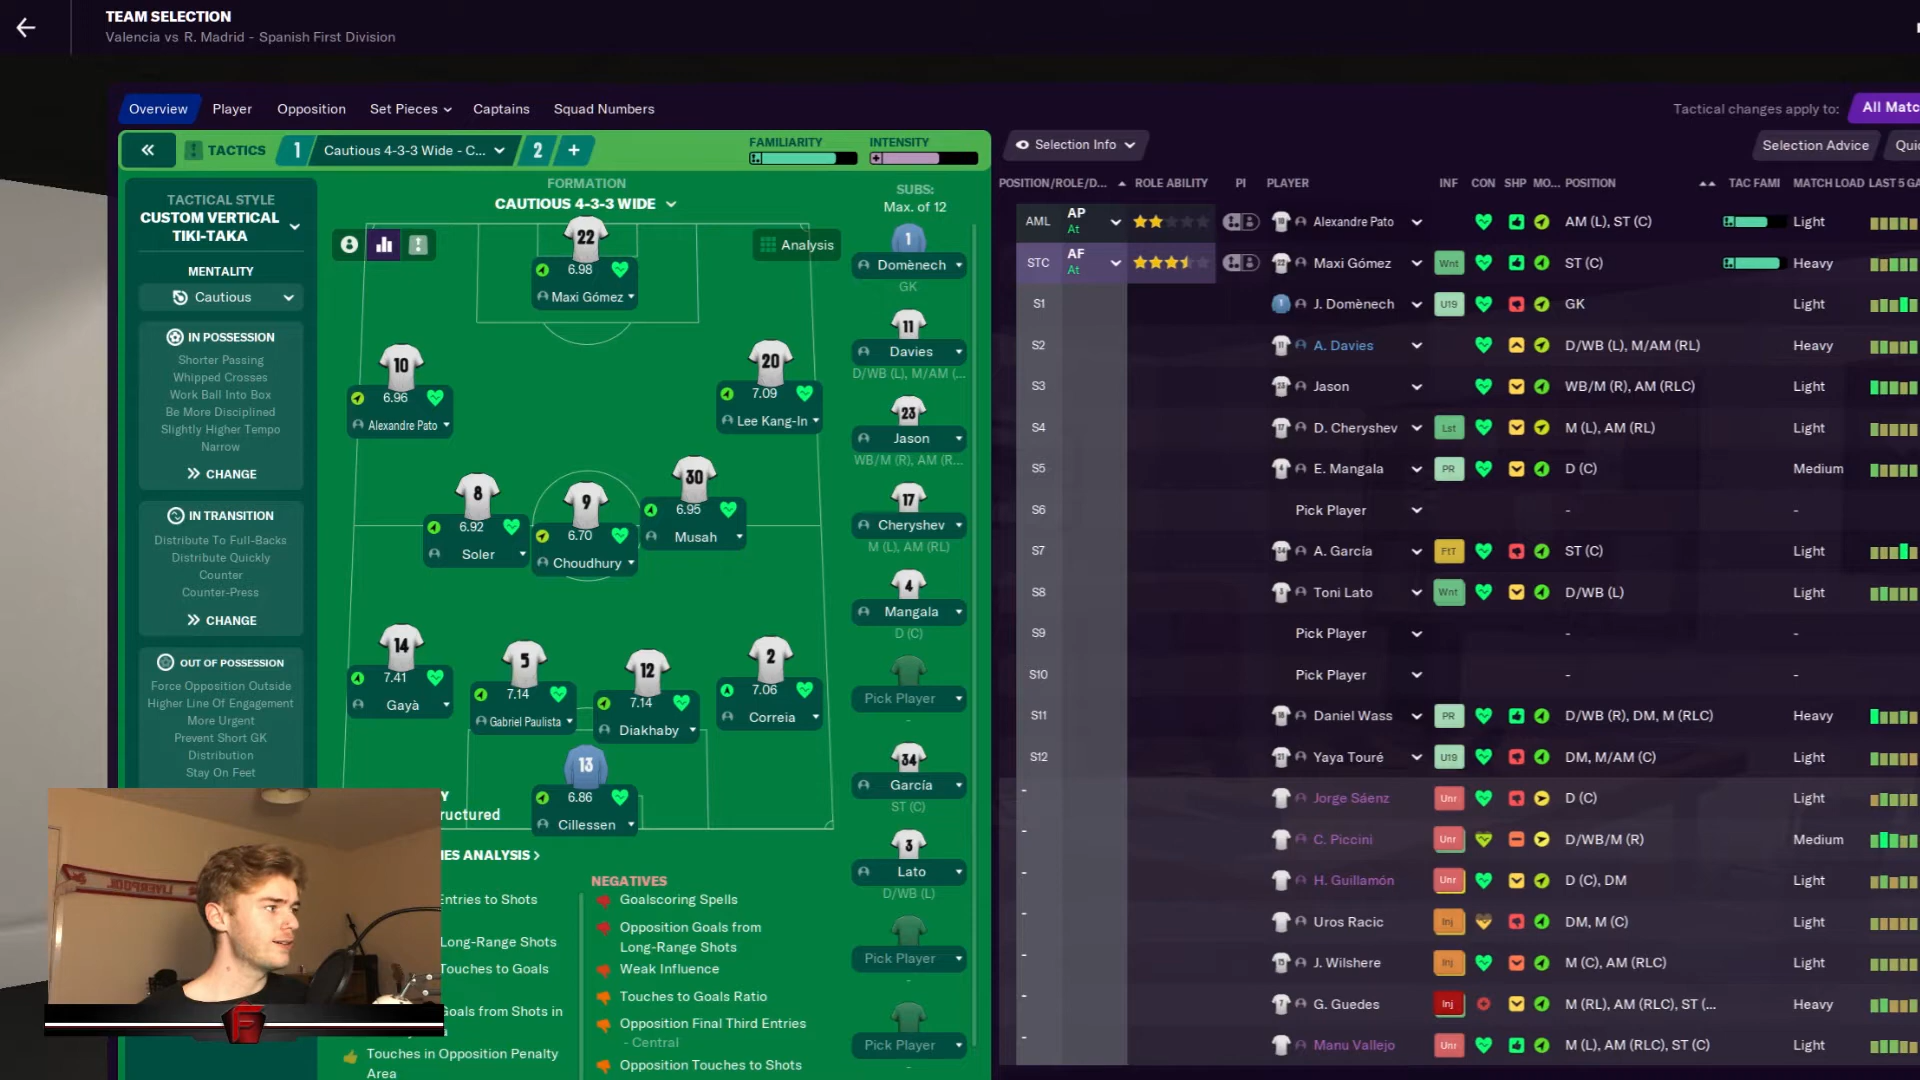 TEAM SELECTION
Valencia vs R. Madrid - Spanish First Division
Overview Player Opposition Set Pieces Captains Squad Numbers
Tactical changes apply to: All Matc
TACTICS 1 Cautious 4-3-3 Wide - C... 2 +
FAMILIARITY INTENSITY
Selection Info
Selection Advice Quic
TACTICAL STYLE
CUSTOM VERTICAL
TIKI-TAKA
MENTALITY
Cautious
IN POSSESSION
Shorter Passing
Whipped Crosses
Work Ball Into Box
Be More Disciplined
Slightly Higher Tempo
Narrow
CHANGE
IN TRANSITION
Distribute To Full-Backs
Distribute Quickly
Counter
Counter-Press
CHANGE
OUT OF POSSESSION
Force Opposition Outside
Higher Line Of Engagement
More Urgent
Prevent Short GK
Distribution
Stay On Feet
FORMATION
CAUTIOUS 4-3-3 WIDE
Analysis
22
6.98
Maxi Gómez
10
6.96
Alexandre Pato
20
7.09
Lee Kang-In
8
6.92
Soler
9
6.70
Choudhury
30
6.95
Musah
14
7.41
Gayà
5
7.14
Gabriel Paulista
12
7.14
Diakhaby
2
7.06
Correia
13
6.86
Cillessen
Y
ructured
ES ANALYSIS
Entries to Shots
Long-Range Shots
Touches to Goals
Goals from Shots in
Touches in Opposition Penalty
Area
NEGATIVES
Goalscoring Spells
Opposition Goals from
Long-Range Shots
Weak Influence
Touches to Goals Ratio
Opposition Final Third Entries
- Central
Opposition Touches to Shots
SUBS:
Max. of 12
1
Domènech
GK
11
Davies
D/WB (L), M/AM (...
23
Jason
WB/M (R), AM (R...
17
Cheryshev
M (L), AM (RL)
4
Mangala
D (C)
Pick Player
-
34
García
ST (C)
3
Lato
D/WB (L)
Pick Player
-
Pick Player
-
POSITION/ROLE/D... ROLE ABILITY PI PLAYER INF CON SHP MO... POSITION TAC FAMI MATCH LOAD LAST 5 GA
AML AP At Alexandre Pato AM (L), ST (C) Light
STC AF At Maxi Gómez Wnt ST (C) Heavy
S1 J. Domènech U19 GK Light
S2 A. Davies D/WB (L), M/AM (RL) Heavy
S3 Jason WB/M (R), AM (RLC) Light
S4 D. Cheryshev Lst M (L), AM (RL) Light
S5 E. Mangala PR D (C) Medium
S6 Pick Player - -
S7 A. García FtT ST (C) Light
S8 Toni Lato Wnt D/WB (L) Light
S9 Pick Player - -
S10 Pick Player - -
S11 Daniel Wass PR D/WB (R), DM, M (RLC) Heavy
S12 Yaya Touré U19 DM, M/AM (C) Light
- Jorge Sáenz Unr D (C) Light
- C. Piccini Unr D/WB/M (R) Medium
- H. Guillamón Unr D (C), DM Light
- Uros Racic Inj DM, M (C) Light
- J. Wilshere Inj M (C), AM (RLC) Light
- G. Guedes Inj M (RL), AM (RLC), ST (... Heavy
- Manu Vallejo Unr M (L), AM (RLC), ST (C) Light
LIVERPOOL
F